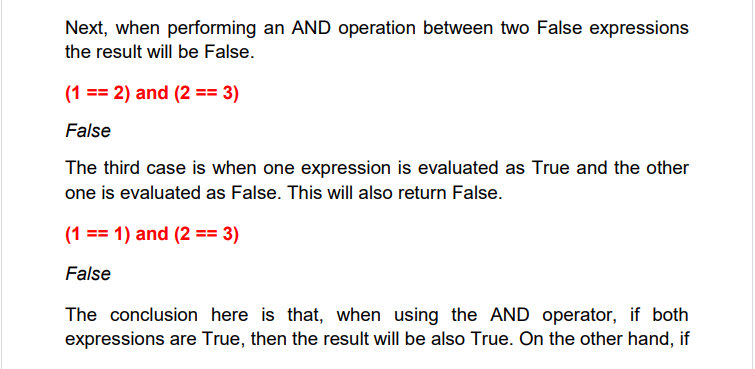 Next, when performing an AND operation between two False expressions
the result will be False.
(1 == 2) and (2 == 3)
False
The third case is when one expression is evaluated as True and the other
one is evaluated as False. This will also return False.
(1 == 1) and (2 == 3)
False
The conclusion here is that, when using the AND operator, if both
expressions are True, then the result will be also True. On the other hand, if